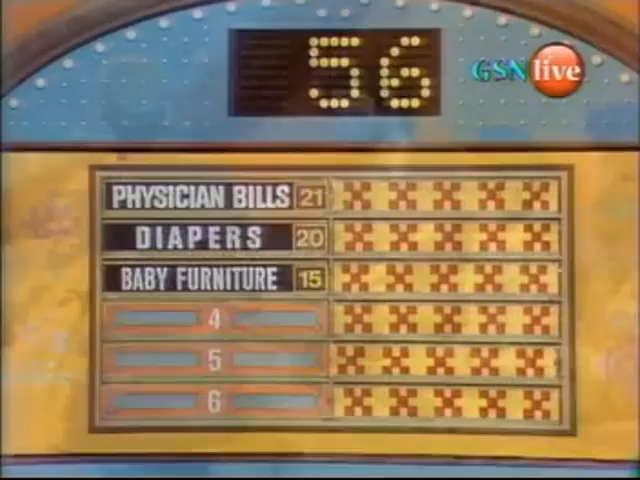 56
GSN live
PHYSICIAN BILLS 21
DIAPERS 20
BABY FURNITURE 15
4
5
6